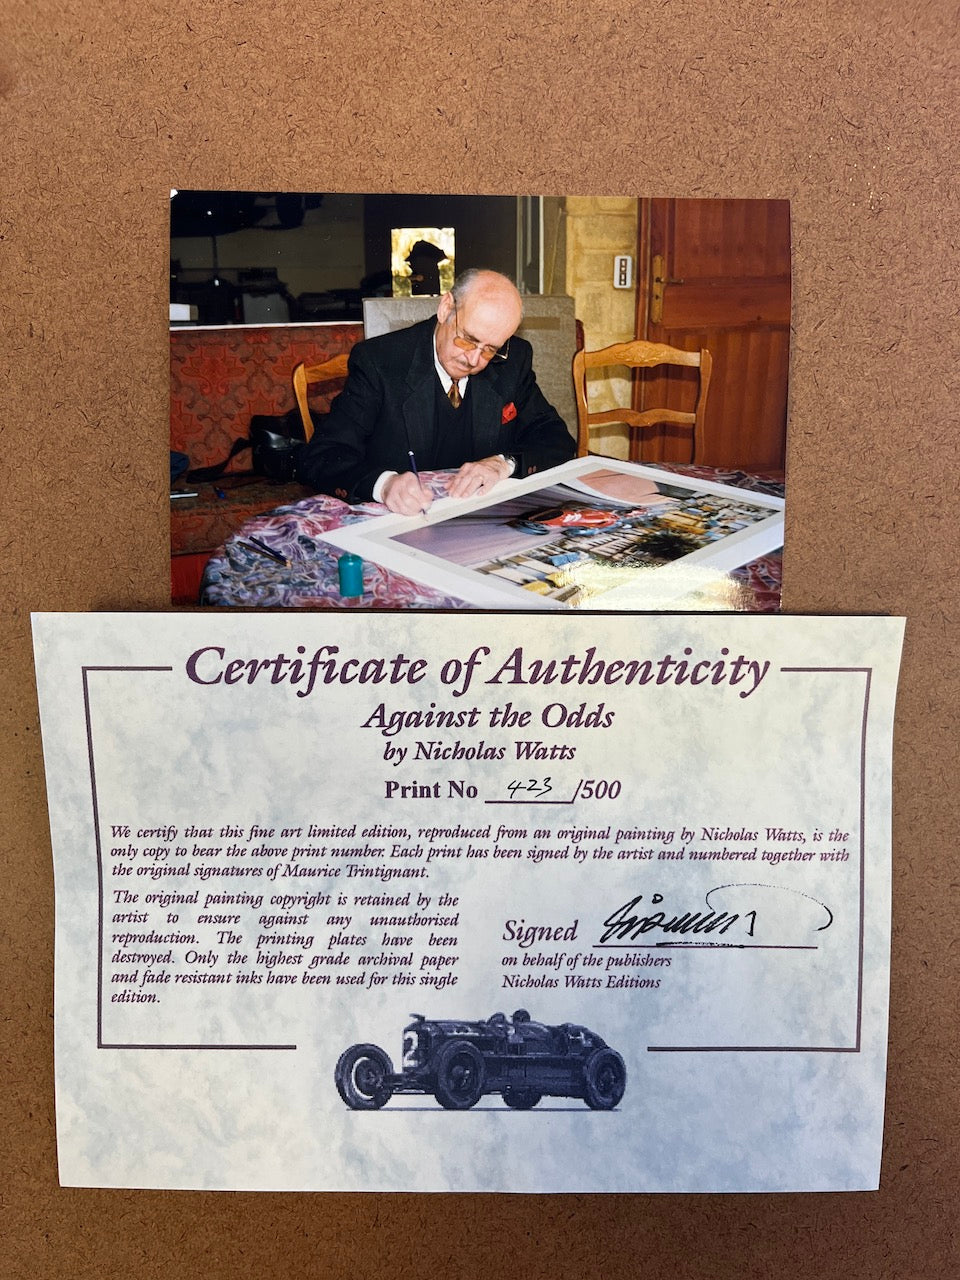 Certificate of Authenticity
Against the Odds
by Nicholas Watts
Print No 423/500
We certify that this fine art limited edition, reproduced from an original painting by Nicholas Watts, is the
only copy to bear the above print number. Each print has been signed by the artist and numbered together with
the original signatures of Maurice Trintignant.
The original painting copyright is retained by the
artist to ensure against any unauthorised
reproduction. The printing plates have been
destroyed. Only the highest grade archival paper
and fade resistant inks have been used for this single
edition.
Signed
on behalf of the publishers
Nicholas Watts Editions
2